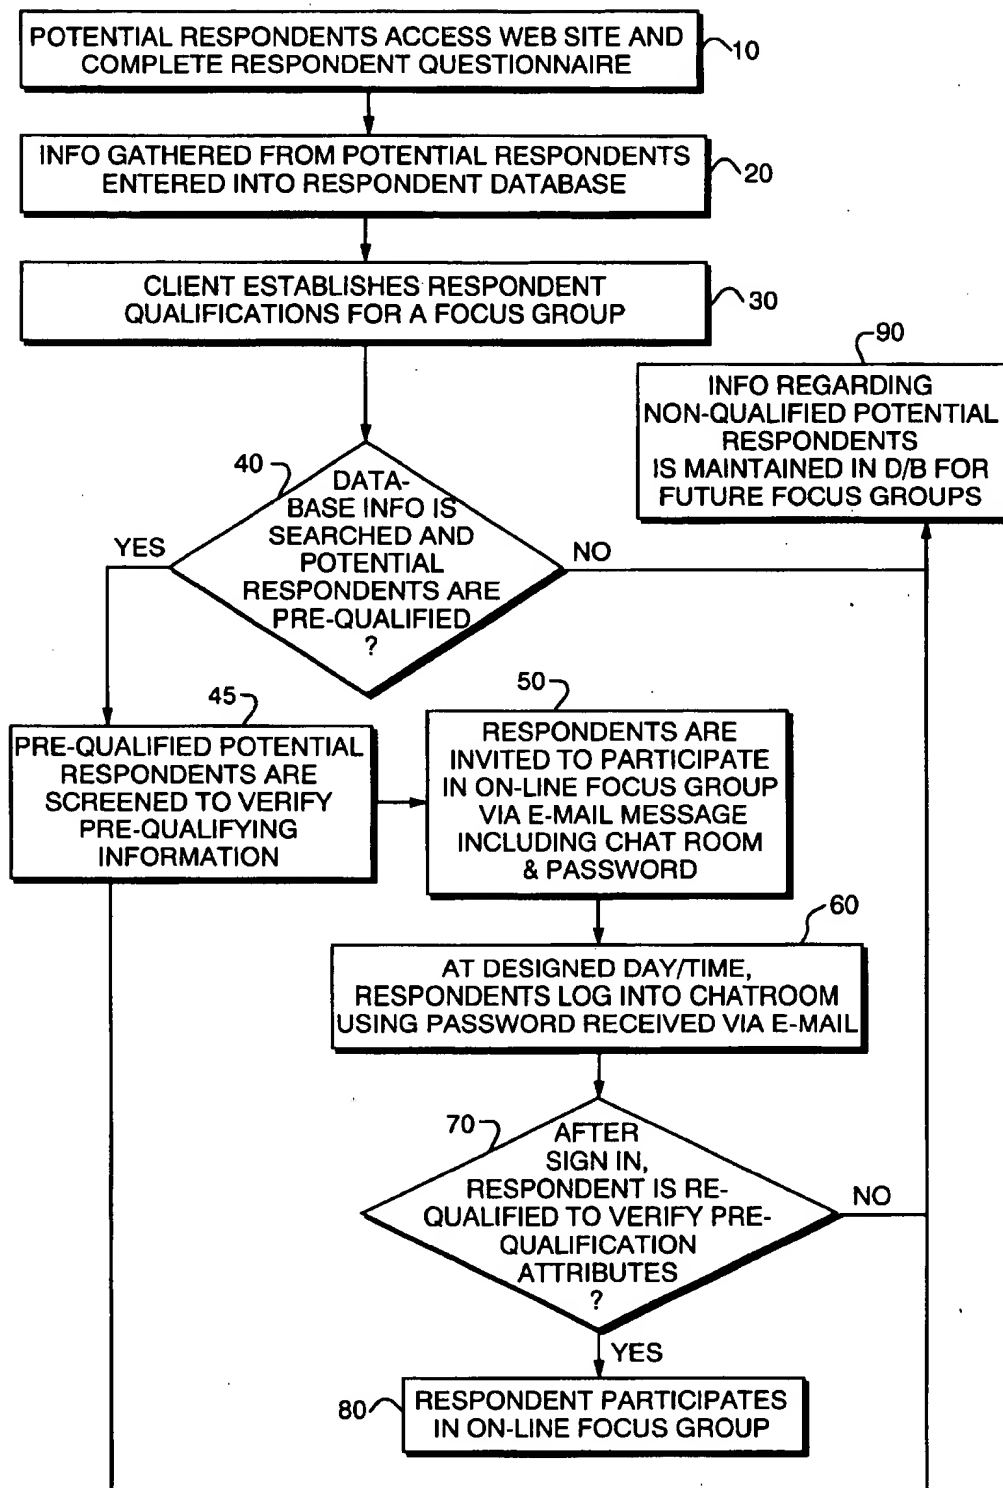 POTENTIAL RESPONDENTS ACCESS WEB SITE AND
COMPLETE RESPONDENT QUESTIONNAIRE
10
INFO GATHERED FROM POTENTIAL RESPONDENTS
ENTERED INTO RESPONDENT DATABASE
20
CLIENT ESTABLISHES RESPONDENT
QUALIFICATIONS FOR A FOCUS GROUP
30
90
INFO REGARDING
NON-QUALIFIED POTENTIAL
RESPONDENTS
IS MAINTAINED IN D/B FOR
FUTURE FOCUS GROUPS
40
DATA-
BASE INFO IS
SEARCHED AND
POTENTIAL
RESPONDENTS ARE
PRE-QUALIFIED
?
YES
NO
45
PRE-QUALIFIED POTENTIAL
RESPONDENTS ARE
SCREENED TO VERIFY
PRE-QUALIFYING
INFORMATION
50
RESPONDENTS ARE
INVITED TO PARTICIPATE
IN ON-LINE FOCUS GROUP
VIA E-MAIL MESSAGE
INCLUDING CHAT ROOM
& PASSWORD
60
AT DESIGNED DAY/TIME,
RESPONDENTS LOG INTO CHATROOM
USING PASSWORD RECEIVED VIA E-MAIL
70
AFTER
SIGN IN,
RESPONDENT IS RE-
QUALIFIED TO VERIFY PRE-
QUALIFICATION
ATTRIBUTES
?
NO
YES
80
RESPONDENT PARTICIPATES
IN ON-LINE FOCUS GROUP